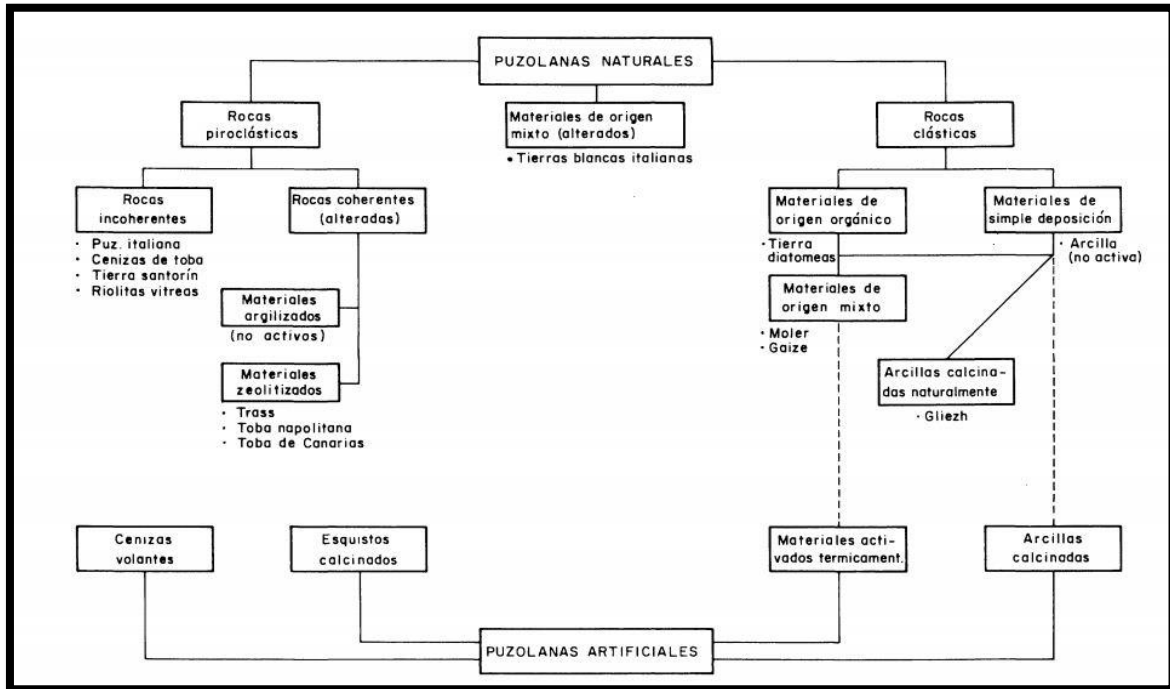 PUZOLANAS NATURALES
Rocas
piroclásticas
Materiales de origen
mixto (alterados)
• Tierras blancas italianas
Rocas
clásticas
Rocas
incoherentes
· Puz. italiana
· Cenizas de toba
· Tierra santorín
· Riolitas vitreas
Rocas coherentes
(alteradas)
Materiales
argilizados
(no activos)
Materiales
zeolitizados
· Trass
· Toba napolitana
· Toba de Canarias
Materiales de
origen orgánico
· Tierra
diatomeas
Materiales de
simple deposición
· Arcilla
(no activa)
Materiales de
origen mixto
· Moler
· Gaize
Arcillas calcina-
das naturalmente
· Gliezh
Cenizas
volantes
Esquistos
calcinados
Materiales acti-
vados termicament.
Arcillas
calcinadas
PUZOLANAS ARTIFICIALES